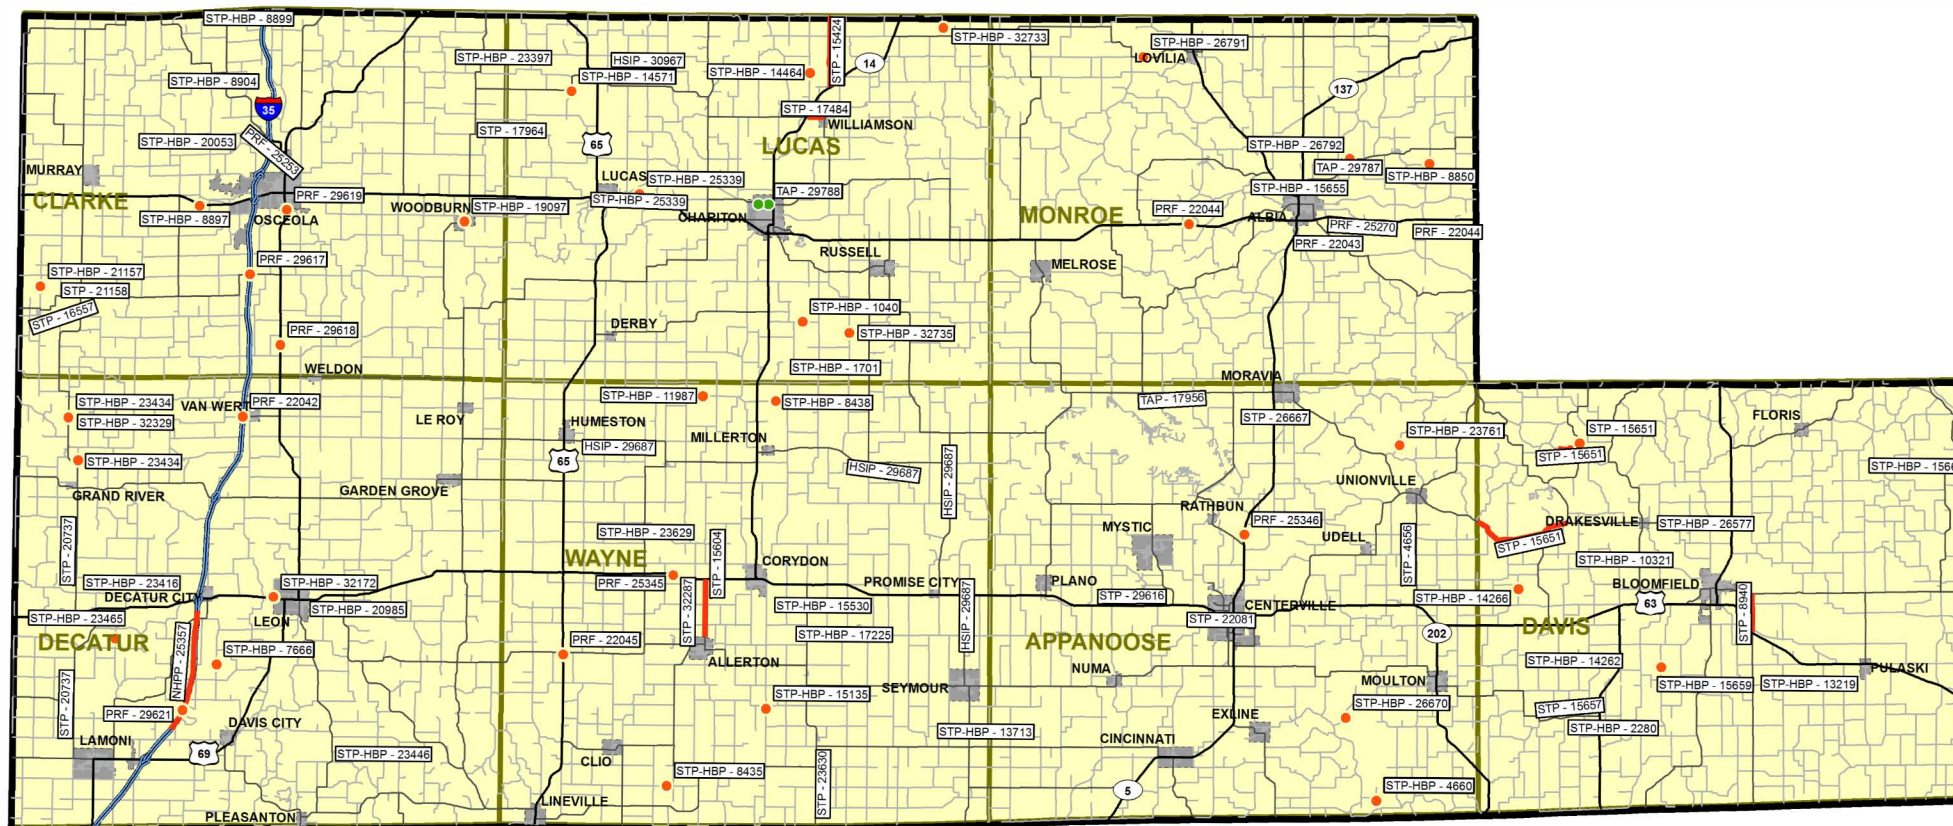 STP-HBP - 8899
STP - 15424
STP-HBP - 32733
STP-HBP - 26791
LOVILIA
STP-HBP - 23397
HSIP - 30967
STP-HBP - 14571
STP-HBP - 14464
14
STP-HBP - 8904
35
137
STP - 17484
WILLIAMSON
STP - 17964
65
LUCAS
STP-HBP - 20053
PRF - 25253
STP-HBP - 26792
TAP - 29787
STP-HBP - 8850
MURRAY
LUCAS
STP-HBP - 25339
TAP - 29788
STP-HBP - 15655
CLARKE
PRF - 29619
WOODBURN
STP-HBP - 19097
STP-HBP - 25339
CHARITON
MONROE
PRF - 22044
ALBIA
STP-HBP - 8897
OSCEOLA
PRF - 25270
PRF - 22044
PRF - 22043
RUSSELL
MELROSE
PRF - 29617
STP-HBP - 21157
STP - 21158
STP - 16557
STP-HBP - 1040
DERBY
STP-HBP - 32735
PRF - 29618
WELDON
STP-HBP - 1701
MORAVIA
STP-HBP - 23434
VAN WERT
PRF - 22042
LE ROY
STP-HBP - 11987
STP-HBP - 8438
TAP - 17956
STP - 26667
FLORIS
STP-HBP - 32329
HUMESTON
HSIP - 29687
MILLERTON
STP-HBP - 23761
STP - 15651
STP - 15651
65
STP-HBP - 23434
HSIP - 29687
HSIP - 29687
STP-HBP - 156
GRAND RIVER
GARDEN GROVE
UNIONVILLE
RATHBUN
STP - 20737
STP-HBP - 23629
STP - 15604
MYSTIC
PRF - 25346
UDELL
STP - 4656
DRAKESVILLE
STP-HBP - 26577
STP - 15651
WAYNE
CORYDON
STP-HBP - 10321
STP-HBP - 23416
DECATUR CITY
STP-HBP - 32172
PRF - 25345
STP - 32287
PROMISE CITY
HSIP - 29687
PLANO
STP - 29616
CENTERVILLE
STP-HBP - 14266
BLOOMFIELD
63
STP - 8940
STP-HBP - 23465
LEON
STP-HBP - 20985
STP-HBP - 15530
STP - 22081
202
DAVIS
DECATUR
NHPP - 25357
STP-HBP - 7666
PRF - 22045
STP-HBP - 17225
ALLERTON
APPANOOSE
NUMA
MOULTON
STP-HBP - 14262
PULASKI
STP - 20737
SEYMOUR
STP-HBP - 15659
STP-HBP - 13219
STP-HBP - 15135
STP-HBP - 26670
STP - 15657
PRF - 29621
DAVIS CITY
EXLINE
STP-HBP - 2280
LAMONI
69
STP-HBP - 23446
STP-HBP - 13713
CINCINNATI
CLIO
STP-HBP - 8435
STP - 23630
5
STP-HBP - 4660
LINEVILLE
PLEASANTON